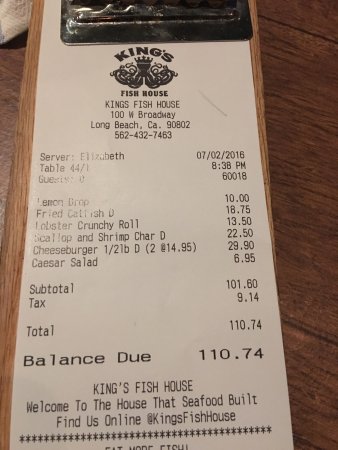 KING'S
FISH HOUSE
KINGS FISH HOUSE
100 W Broadway
Long Beach, Ca. 90802
562-432-7463
Server: Elizabeth 07/02/2016
Table 44/1 8:38 PM
Guests: 0 60018
Lemon Drop 10.00
Fried Catfish D 18.75
Lobster Crunchy Roll 13.50
Scallop and Shrimp Char D 22.50
Cheeseburger 1/2lb D (2 @14.95) 29.90
Caesar Salad 6.95
Subtotal 101.60
Tax 9.14
Total 110.74
Balance Due 110.74
KING'S FISH HOUSE
Welcome To The House That Seafood Built
Find Us Online @KingsFishHouse
****************************************
EAT MORE FISH!